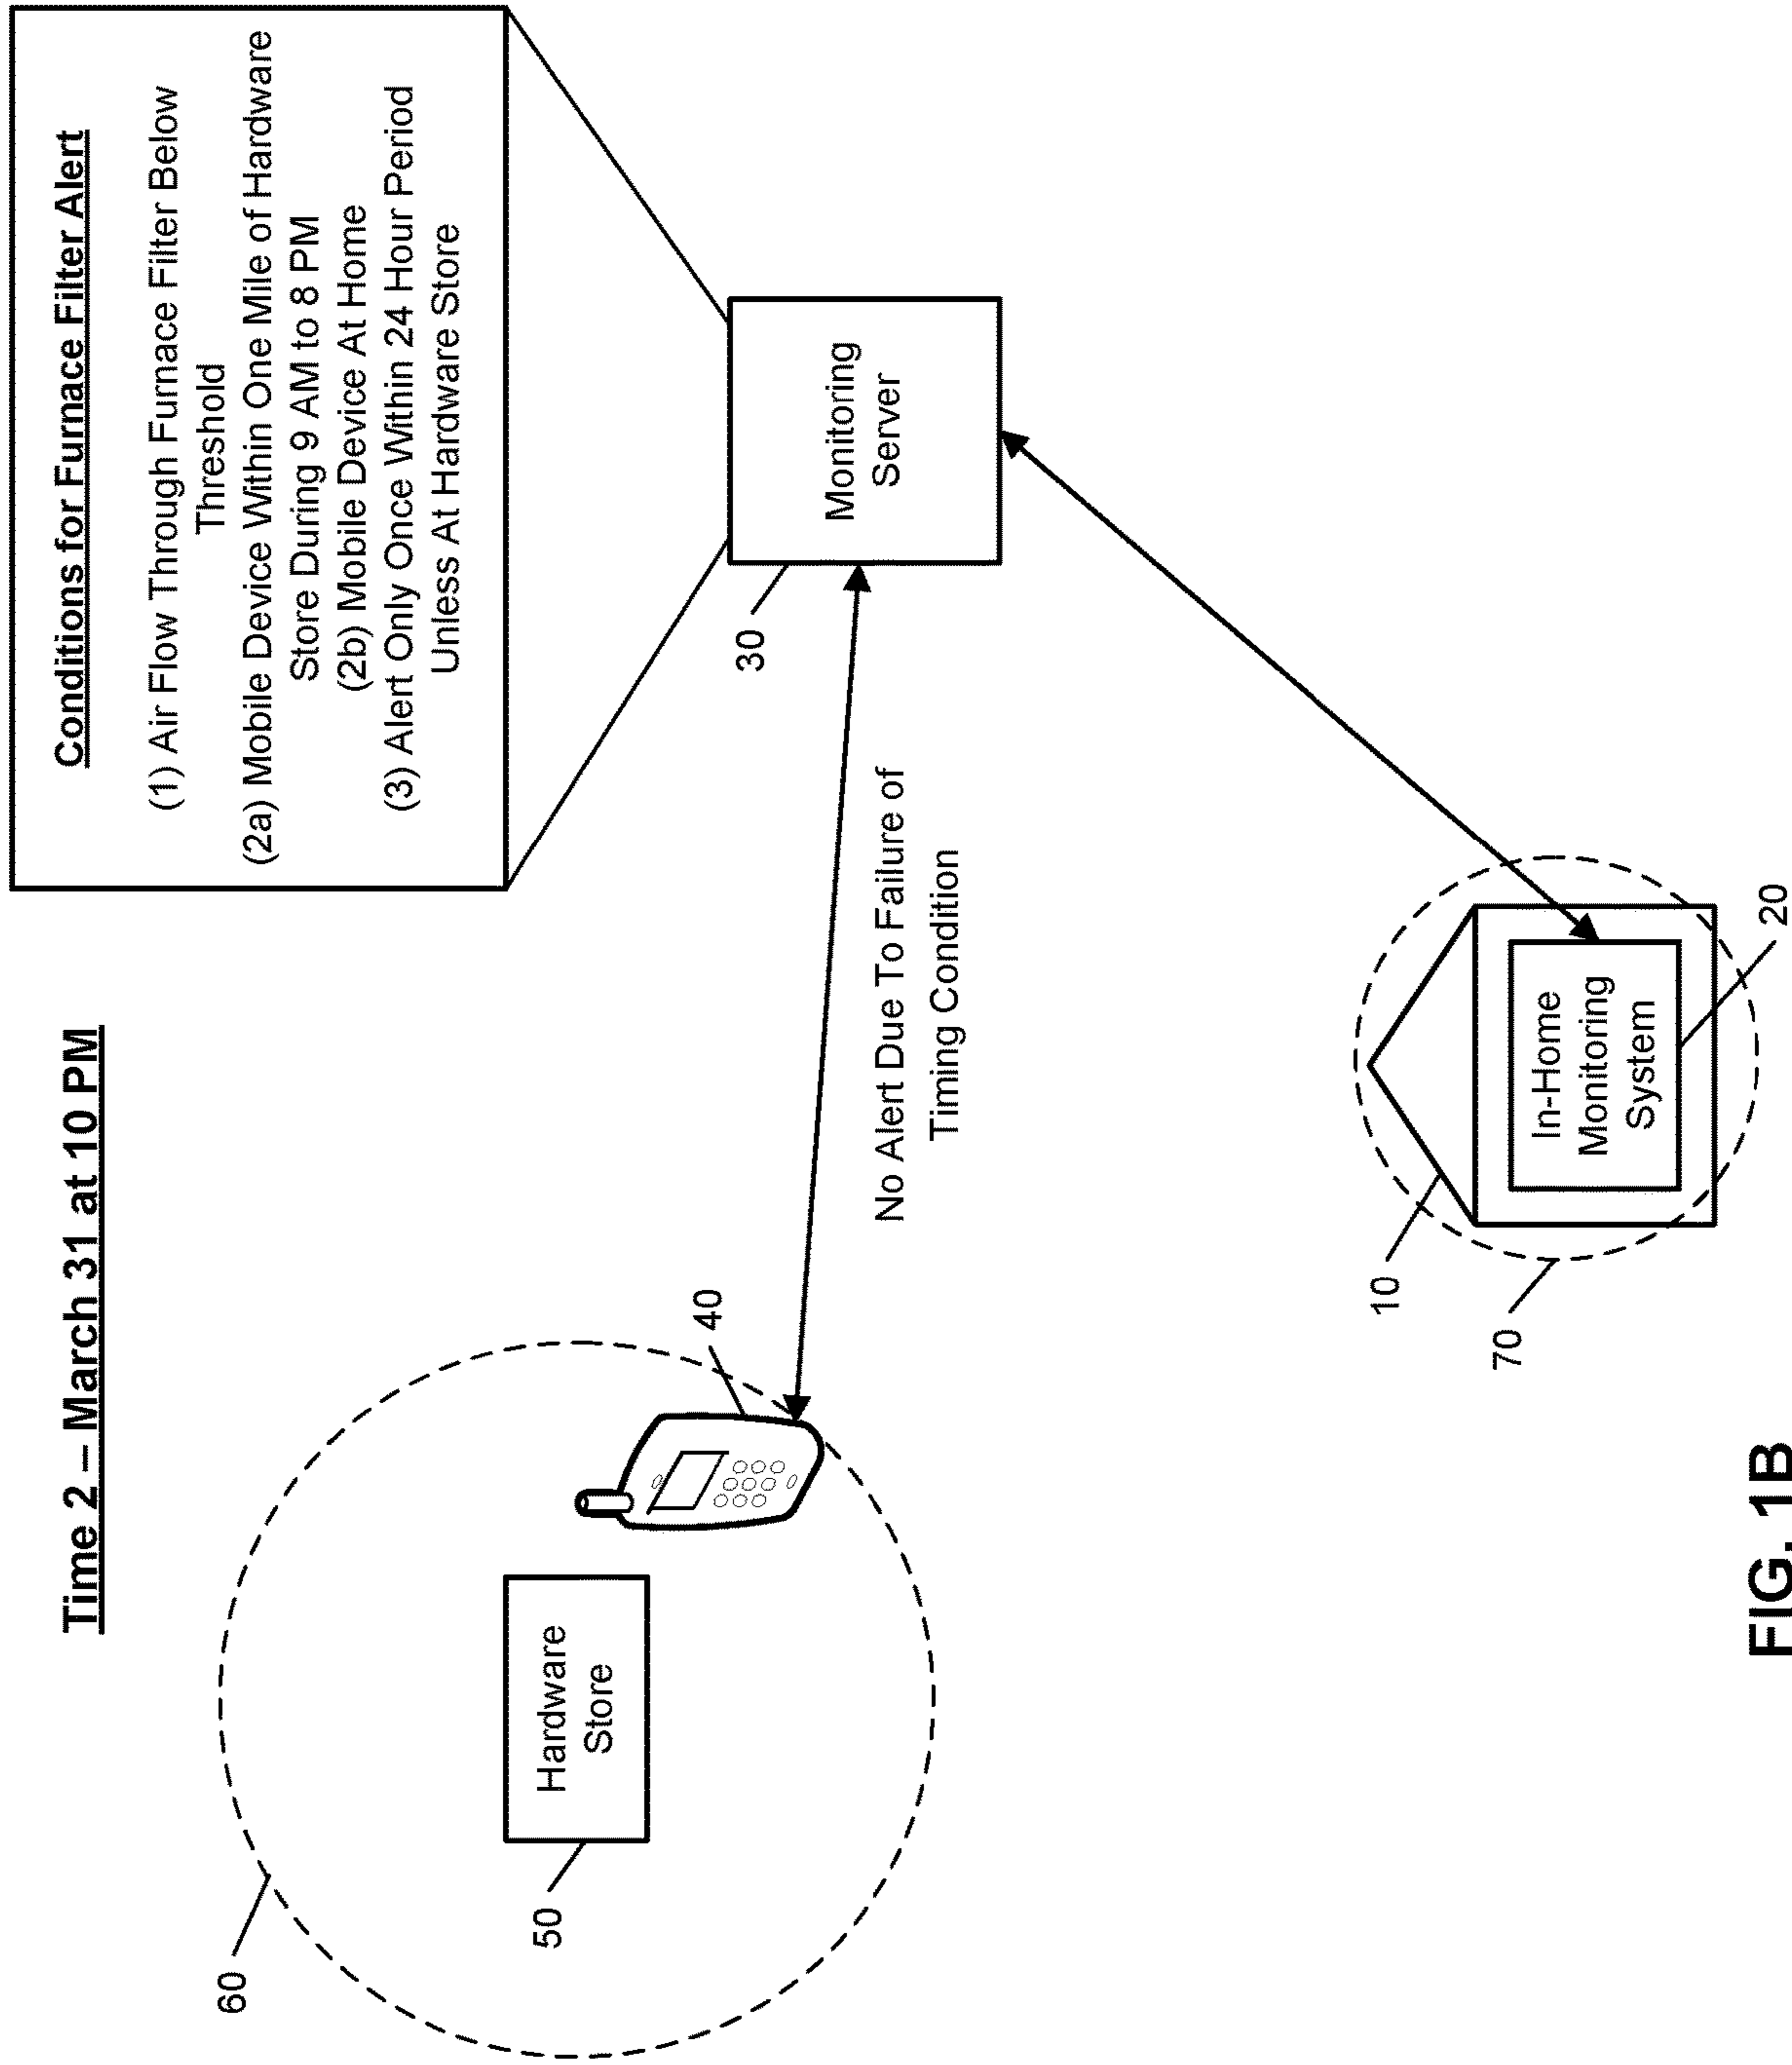 Time 2 – March 31 at 10 PM
Conditions for Furnace Filter Alert
(1) Air Flow Through Furnace Filter Below
Threshold
(2a) Mobile Device Within One Mile of Hardware
Store During 9 AM to 8 PM
(2b) Mobile Device At Home
(3) Alert Only Once Within 24 Hour Period
Unless At Hardware Store
60
50
Hardware
Store
40
30
Monitoring
Server
No Alert Due To Failure of
Timing Condition
10
70
In-Home
Monitoring
System
20
FIG. 1B